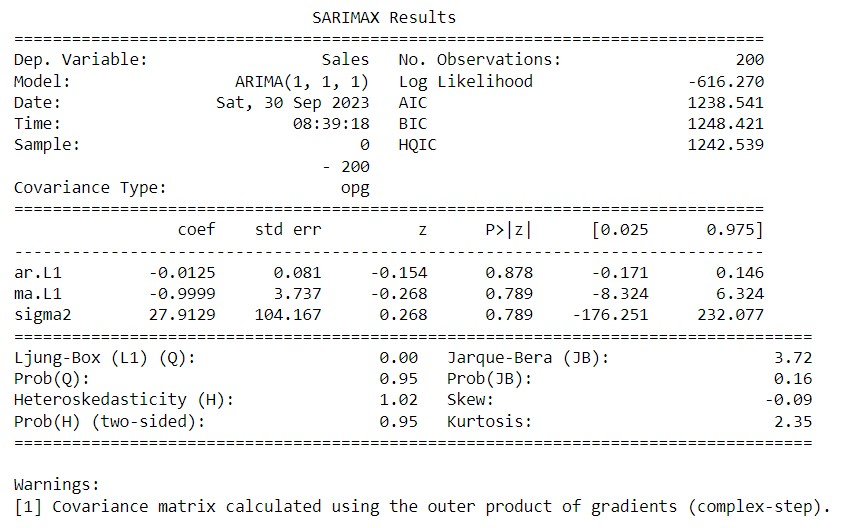 SARIMAX Results
==============================================================================
Dep. Variable:                  Sales   No. Observations:                  200
Model:                 ARIMA(1, 1, 1)   Log Likelihood                -616.270
Date:                Sat, 30 Sep 2023   AIC                           1238.541
Time:                        08:39:18   BIC                           1248.421
Sample:                             0   HQIC                          1242.539
- 200
Covariance Type:                  opg
==============================================================================
coef    std err          z      P>|z|      [0.025      0.975]
------------------------------------------------------------------------------
ar.L1         -0.0125      0.081     -0.154      0.878      -0.171       0.146
ma.L1         -0.9999      3.737     -0.268      0.789      -8.324       6.324
sigma2        27.9129    104.167      0.268      0.789    -176.251     232.077
===================================================================================
Ljung-Box (L1) (Q):                   0.00   Jarque-Bera (JB):                 3.72
Prob(Q):                              0.95   Prob(JB):                         0.16
Heteroskedasticity (H):               1.02   Skew:                            -0.09
Prob(H) (two-sided):                  0.95   Kurtosis:                         2.35
===================================================================================
Warnings:
[1] Covariance matrix calculated using the outer product of gradients (complex-step).